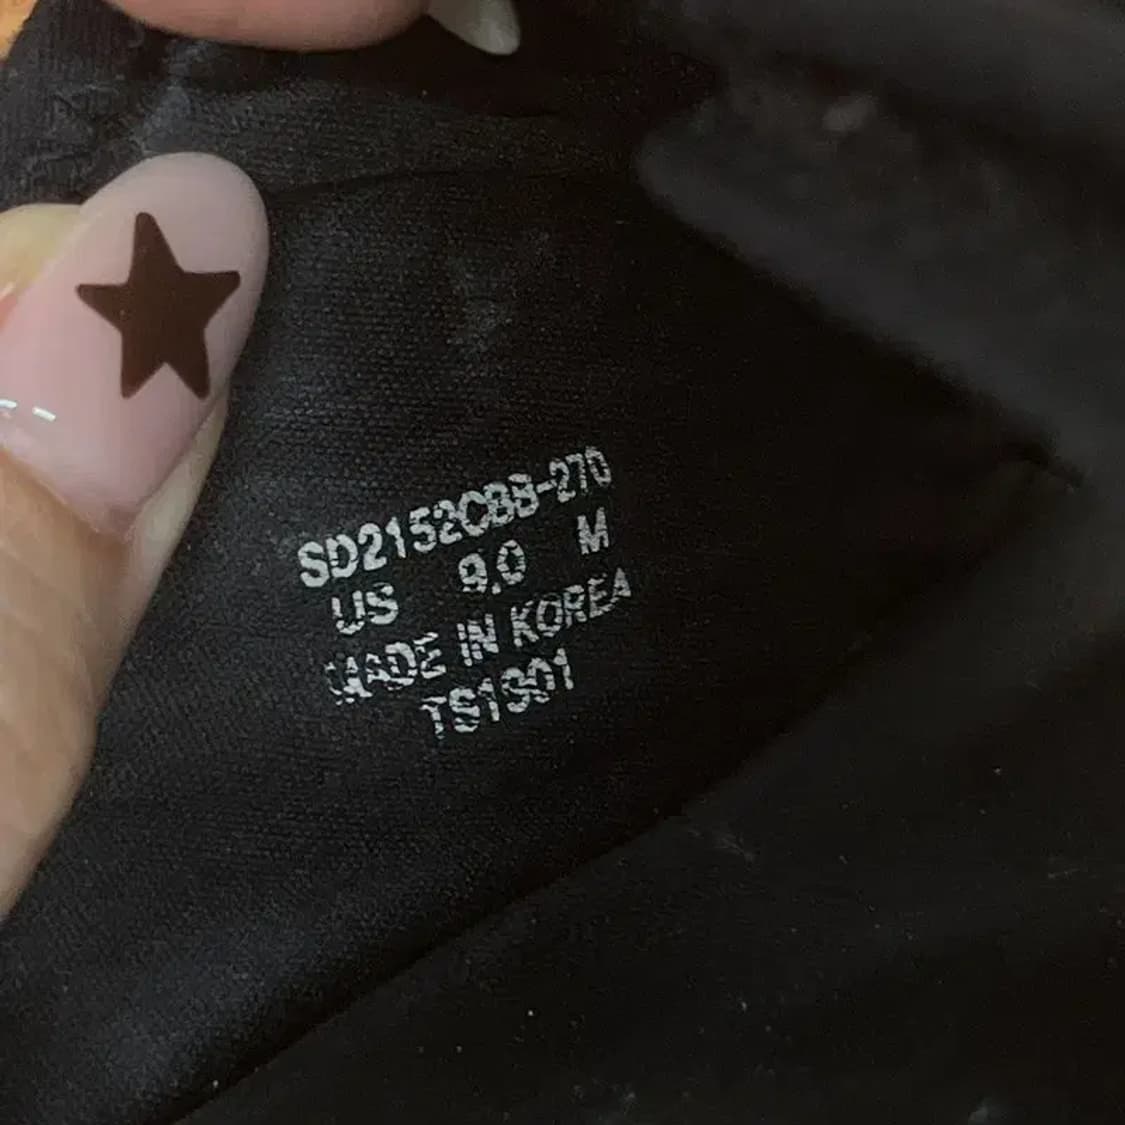 SD2152CBB-270
US 9.0 M
MADE IN KOREA
TS1901